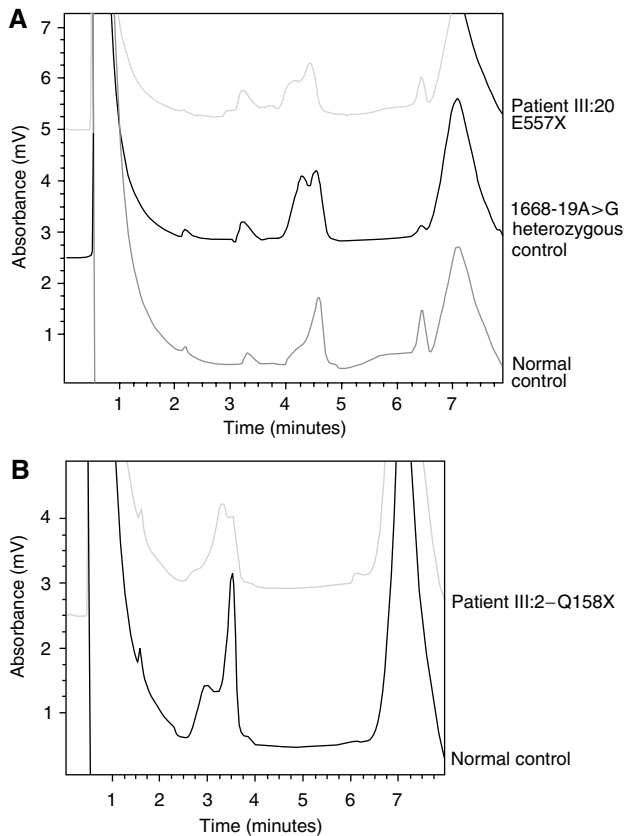 A
7
6
5
4
3
2
1
Absorbance (mV)
1 2 3 4 5 6 7
Time (minutes)
Patient III:20
E557X
1668-19A>G
heterozygous
control
Normal
control
B
4
3
2
1
Absorbance (mV)
1 2 3 4 5 6 7
Time (minutes)
Patient III:2–Q158X
Normal control